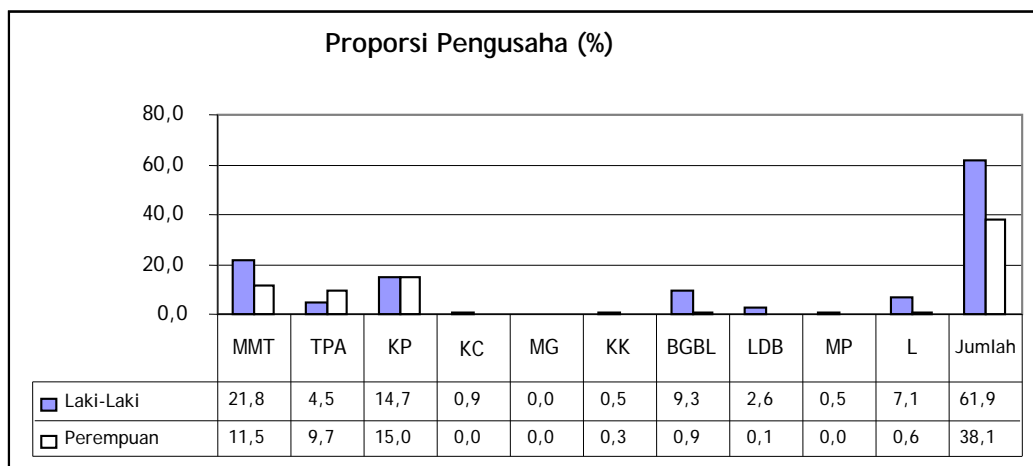 Proporsi Pengusaha (%)
80,0
60,0
40,0
20,0
0,0
MMT TPA KP KC MG KK BGBL LDB MP L Jumlah
Laki-Laki 21,8 4,5 14,7 0,9 0,0 0,5 9,3 2,6 0,5 7,1 61,9
Perempuan 11,5 9,7 15,0 0,0 0,0 0,3 0,9 0,1 0,0 0,6 38,1